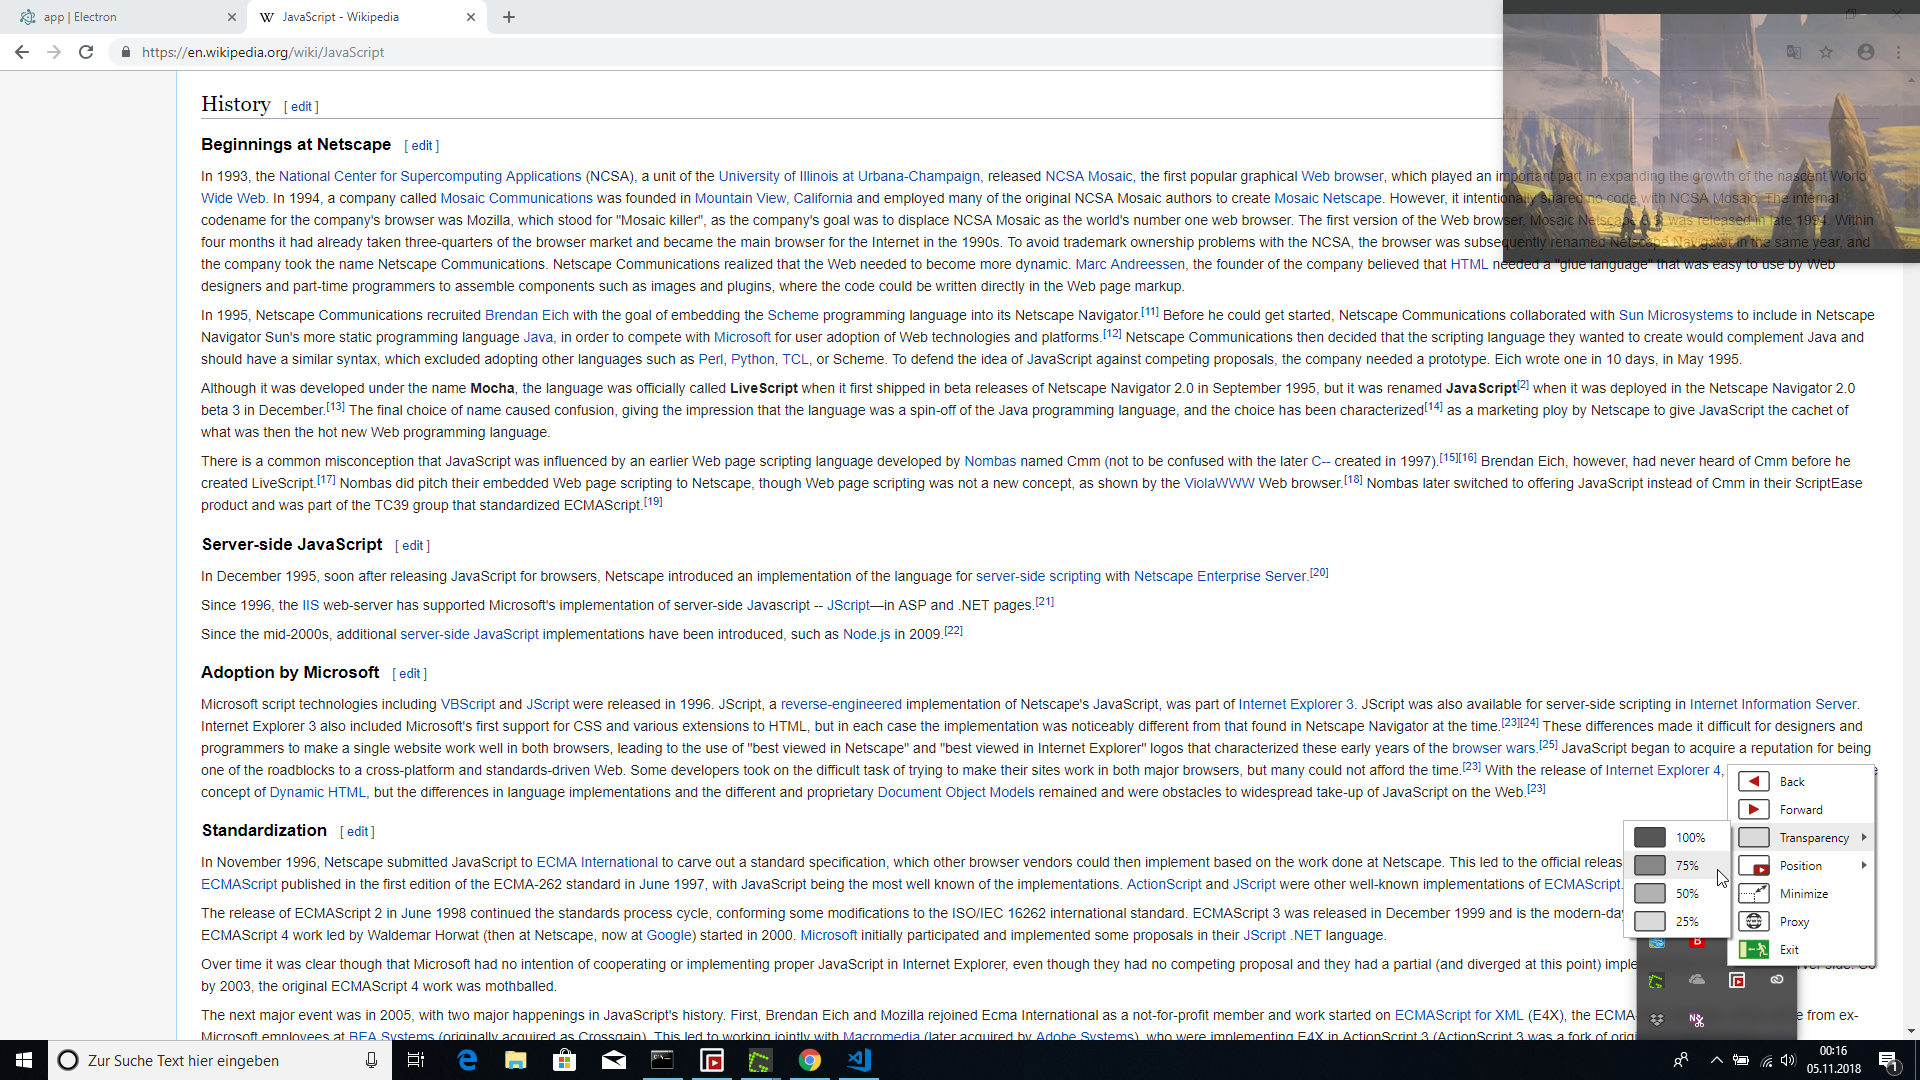 app | Electron
JavaScript - Wikipedia
https://en.wikipedia.org/wiki/JavaScript
History [ edit ]
Beginnings at Netscape [ edit ]
In 1993, the National Center for Supercomputing Applications (NCSA), a unit of the University of Illinois at Urbana-Champaign, released NCSA Mosaic, the first popular graphical Web browser, which played an important part in expanding the growth of the nascent World
Wide Web. In 1994, a company called Mosaic Communications was founded in Mountain View, California and employed many of the original NCSA Mosaic authors to create Mosaic Netscape. However, it intentionally shared no code with NCSA Mosaic. The internal
codename for the company's browser was Mozilla, which stood for "Mosaic killer", as the company's goal was to displace NCSA Mosaic as the world's number one web browser. The first version of the Web browser, Mosaic Netscape 0.9, was released in late 1994. Within
four months it had already taken three-quarters of the browser market and became the main browser for the Internet in the 1990s. To avoid trademark ownership problems with the NCSA, the browser was subsequently renamed Netscape Navigator in the same year, and
the company took the name Netscape Communications. Netscape Communications realized that the Web needed to become more dynamic. Marc Andreessen, the founder of the company believed that HTML needed a "glue language" that was easy to use by Web
designers and part-time programmers to assemble components such as images and plugins, where the code could be written directly in the Web page markup.
In 1995, Netscape Communications recruited Brendan Eich with the goal of embedding the Scheme programming language into its Netscape Navigator.[11] Before he could get started, Netscape Communications collaborated with Sun Microsystems to include in Netscape
Navigator Sun's more static programming language Java, in order to compete with Microsoft for user adoption of Web technologies and platforms.[12] Netscape Communications then decided that the scripting language they wanted to create would complement Java and
should have a similar syntax, which excluded adopting other languages such as Perl, Python, TCL, or Scheme. To defend the idea of JavaScript against competing proposals, the company needed a prototype. Eich wrote one in 10 days, in May 1995.
Although it was developed under the name Mocha, the language was officially called LiveScript when it first shipped in beta releases of Netscape Navigator 2.0 in September 1995, but it was renamed JavaScript[2] when it was deployed in the Netscape Navigator 2.0
beta 3 in December.[13] The final choice of name caused confusion, giving the impression that the language was a spin-off of the Java programming language, and the choice has been characterized[14] as a marketing ploy by Netscape to give JavaScript the cachet of
what was then the hot new Web programming language.
There is a common misconception that JavaScript was influenced by an earlier Web page scripting language developed by Nombas named Cmm (not to be confused with the later C-- created in 1997).[15][16] Brendan Eich, however, had never heard of Cmm before he
created LiveScript.[17] Nombas did pitch their embedded Web page scripting to Netscape, though Web page scripting was not a new concept, as shown by the ViolaWWW Web browser.[18] Nombas later switched to offering JavaScript instead of Cmm in their ScriptEase
product and was part of the TC39 group that standardized ECMAScript.[19]
Server-side JavaScript [ edit ]
In December 1995, soon after releasing JavaScript for browsers, Netscape introduced an implementation of the language for server-side scripting with Netscape Enterprise Server.[20]
Since 1996, the IIS web-server has supported Microsoft's implementation of server-side Javascript -- JScript—in ASP and .NET pages.[21]
Since the mid-2000s, additional server-side JavaScript implementations have been introduced, such as Node.js in 2009.[22]
Adoption by Microsoft [ edit ]
Microsoft script technologies including VBScript and JScript were released in 1996. JScript, a reverse-engineered implementation of Netscape's JavaScript, was part of Internet Explorer 3. JScript was also available for server-side scripting in Internet Information Server.
Internet Explorer 3 also included Microsoft's first support for CSS and various extensions to HTML, but in each case the implementation was noticeably different from that found in Netscape Navigator at the time.[23][24] These differences made it difficult for designers and
programmers to make a single website work well in both browsers, leading to the use of "best viewed in Netscape" and "best viewed in Internet Explorer" logos that characterized these early years of the browser wars.[25] JavaScript began to acquire a reputation for being
one of the roadblocks to a cross-platform and standards-driven Web. Some developers took on the difficult task of trying to make their sites work in both major browsers, but many could not afford the time.[23] With the release of Internet Explorer 4,
concept of Dynamic HTML, but the differences in language implementations and the different and proprietary Document Object Models remained and were obstacles to widespread take-up of JavaScript on the Web.[23]
Standardization [ edit ]
In November 1996, Netscape submitted JavaScript to ECMA International to carve out a standard specification, which other browser vendors could then implement based on the work done at Netscape. This led to the official releas
ECMAScript published in the first edition of the ECMA-262 standard in June 1997, with JavaScript being the most well known of the implementations. ActionScript and JScript were other well-known implementations of ECMAScript.
The release of ECMAScript 2 in June 1998 continued the standards process cycle, conforming some modifications to the ISO/IEC 16262 international standard. ECMAScript 3 was released in December 1999 and is the modern-day
ECMAScript 4 work led by Waldemar Horwat (then at Netscape, now at Google) started in 2000. Microsoft initially participated and implemented some proposals in their JScript .NET language.
Over time it was clear though that Microsoft had no intention of cooperating or implementing proper JavaScript in Internet Explorer, even though they had no competing proposal and they had a partial (and diverged at this point) imple
by 2003, the original ECMAScript 4 work was mothballed.
The next major event was in 2005, with two major happenings in JavaScript's history. First, Brendan Eich and Mozilla rejoined Ecma International as a not-for-profit member and work started on ECMAScript for XML (E4X), the ECMA from ex-
Microsoft employees at BEA Systems (originally acquired as Crossgain). This led to working jointly with Macromedia (later acquired by Adobe Systems), who were implementing E4X in ActionScript 3 (ActionScript 3 was a fork of orig
Back
Forward
Transparency
Position
Minimize
Proxy
Exit
100%
75%
50%
25%
Zur Suche Text hier eingeben
00:16
05.11.2018
1